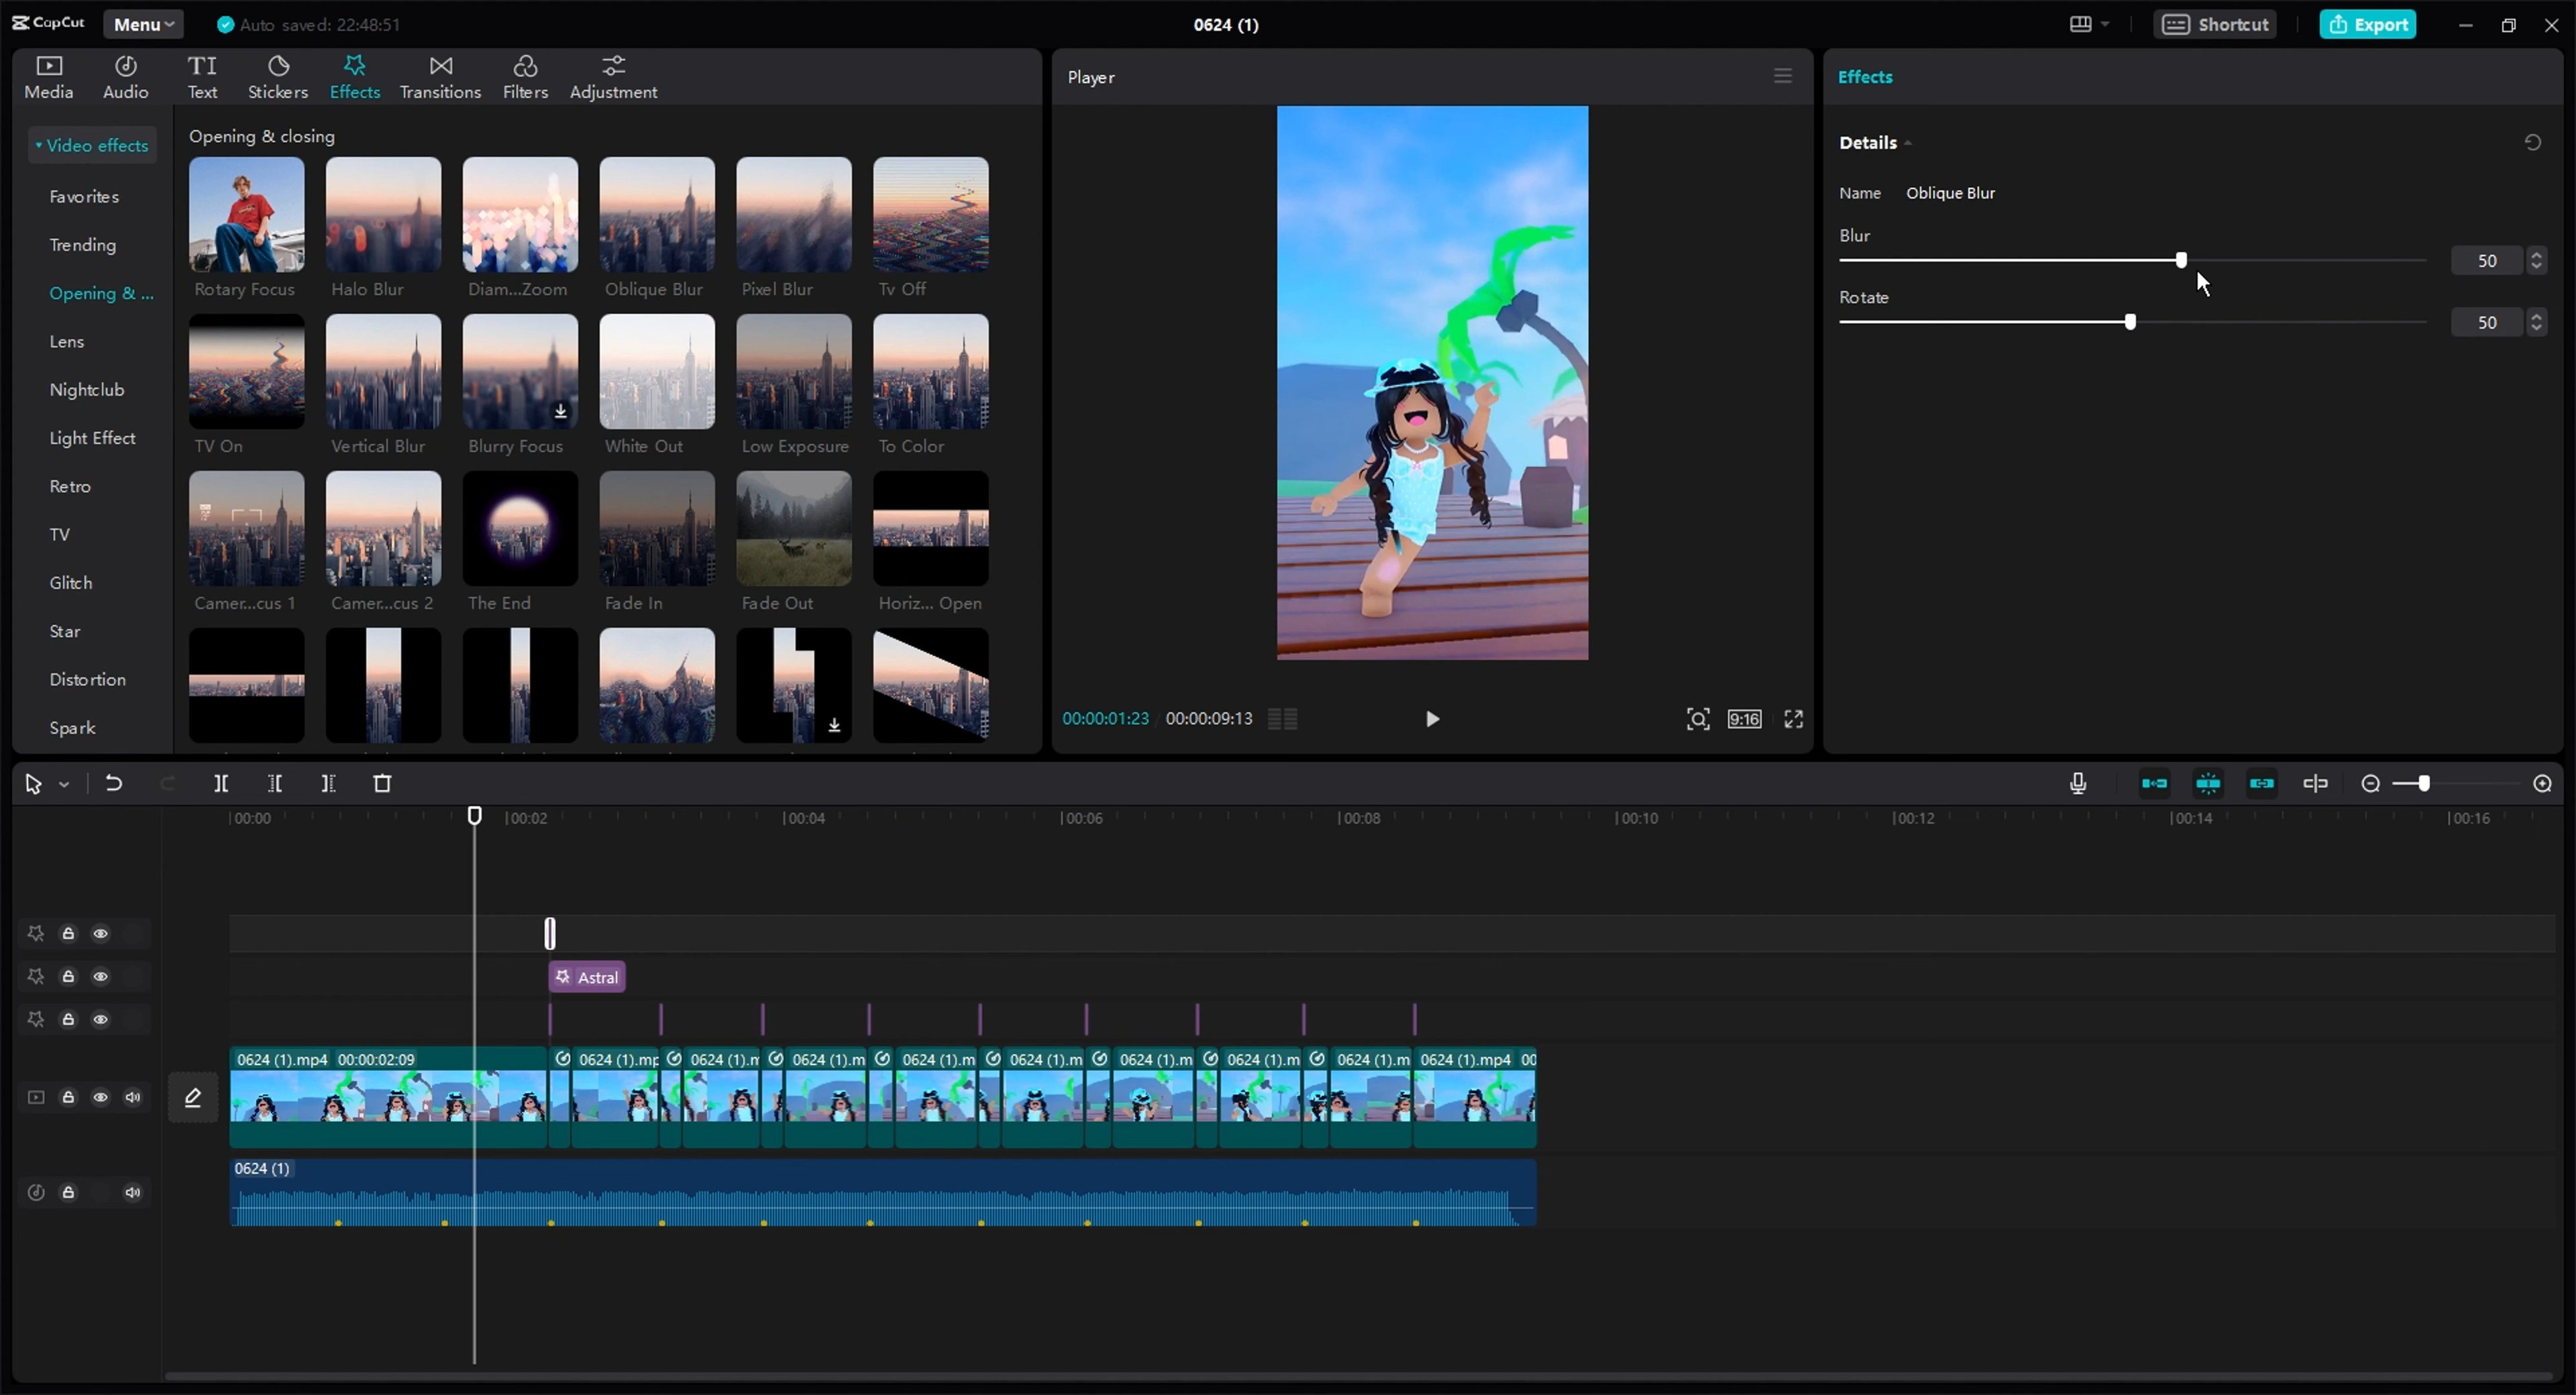 CapCut
Menu
Auto saved: 22:48:51
0624 (1)
Shortcut
Export
Media
Audio
Text
Stickers
Effects
Transitions
Filters
Adjustment
Video effects
Favorites
Trending
Opening & ...
Lens
Nightclub
Light Effect
Retro
TV
Glitch
Star
Distortion
Spark
Opening & closing
Rotary Focus
Halo Blur
Diam...Zoom
Oblique Blur
Pixel Blur
Tv Off
TV On
Vertical Blur
Blurry Focus
White Out
Low Exposure
To Color
Camer...cus 1
Camer...cus 2
The End
Fade In
Fade Out
Horiz... Open
Player
00:00:01:23 00:00:09:13
9:16
Effects
Details
Name Oblique Blur
Blur
50
Rotate
50
00:00
00:02
00:04
00:06
00:08
00:10
00:12
00:14
00:16
Astral
0624 (1).mp4 00:00:02:09
0624 (1).mp
0624 (1).m
0624 (1).m
0624 (1).m
0624 (1).m
0624 (1).m
0624 (1).m
0624 (1).m
0624 (1).mp4 00
0624 (1)